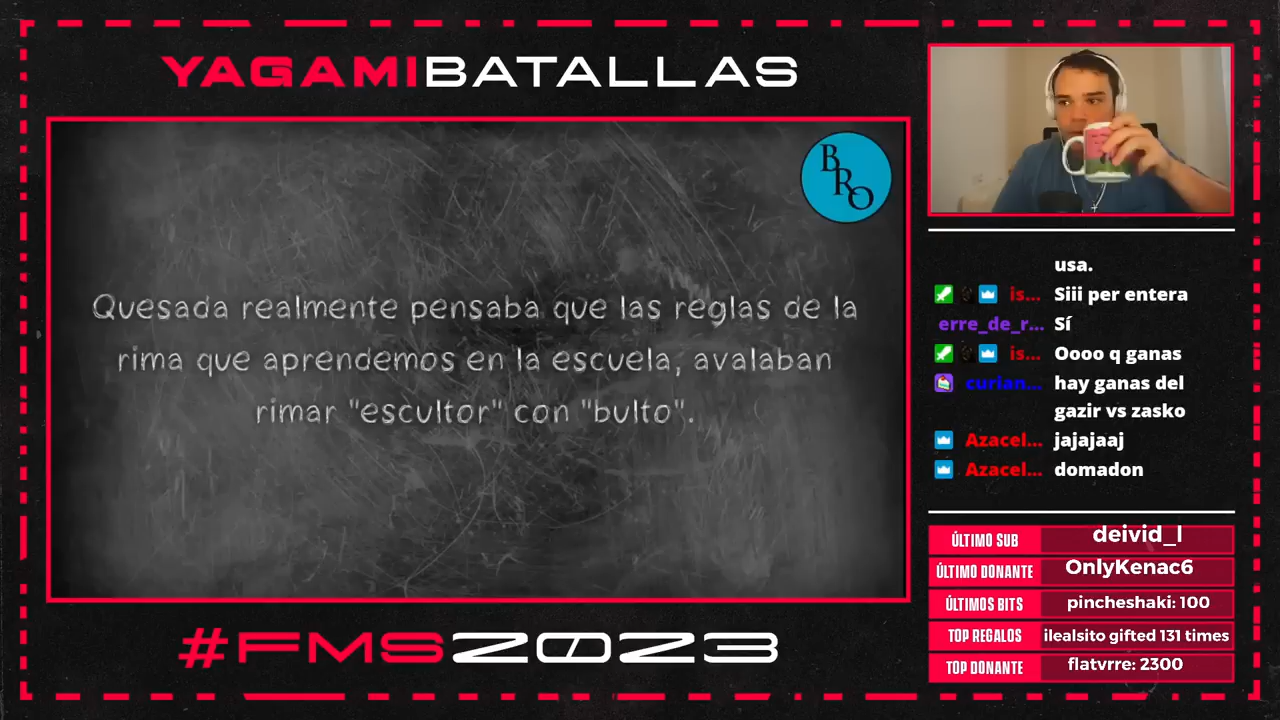 YAGAMIBATALLAS
BRO
Quesada realmente pensaba que las reglas de la
rima que aprendemos en la escuela, avalaban
rimar "escultor" con "bulto".
#FMS2023
usa.
is... Siii per entera
erre_de_r... Sí
is... Oooo q ganas
curian... hay ganas del
gazir vs zasko
Azacel... jajajaaj
Azacel... domadon
ÚLTIMO SUB deivid_l
ÚLTIMO DONANTE OnlyKenac6
ÚLTIMOS BITS pincheshaki: 100
TOP REGALOS ilealsito gifted 131 times
TOP DONANTE flatvrre: 2300